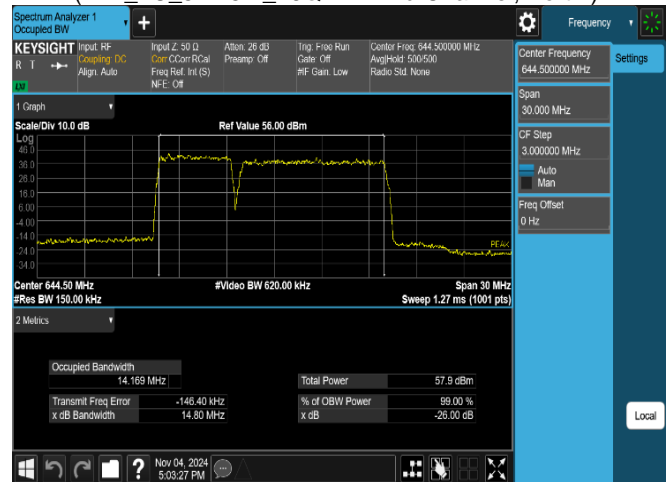 Spectrum Analyzer 1
Occupied BW
Frequency
KEYSIGHT
R T
LXI
Input: RF
Coupling: DC
Align: Auto
Input Z: 50 Ω
Corr CCorr RCal
Freq Ref: Int (S)
NFE: Off
Atten: 26 dB
Preamp: Off
Trig: Free Run
Gate: Off
#IF Gain: Low
Center Freq: 644.500000 MHz
Avg|Hold: 500/500
Radio Std: None
Center Frequency
644.500000 MHz
Settings
Span
30.000 MHz
CF Step
3.000000 MHz
Auto
Man
Freq Offset
0 Hz
1 Graph
Scale/Div 10.0 dB
Ref Value 56.00 dBm
Log
46.0
36.0
26.0
16.0
6.00
-4.00
-14.0
-24.0
-34.0
PEAK
Center 644.50 MHz
#Video BW 620.00 kHz
Span 30 MHz
#Res BW 150.00 kHz
Sweep 1.27 ms (1001 pts)
2 Metrics
Occupied Bandwidth
14.169 MHz
Total Power 57.9 dBm
Transmit Freq Error -146.40 kHz
% of OBW Power 99.00 %
x dB Bandwidth 14.80 MHz
x dB -26.00 dB
Local
Nov 04, 2024
5:03:27 PM